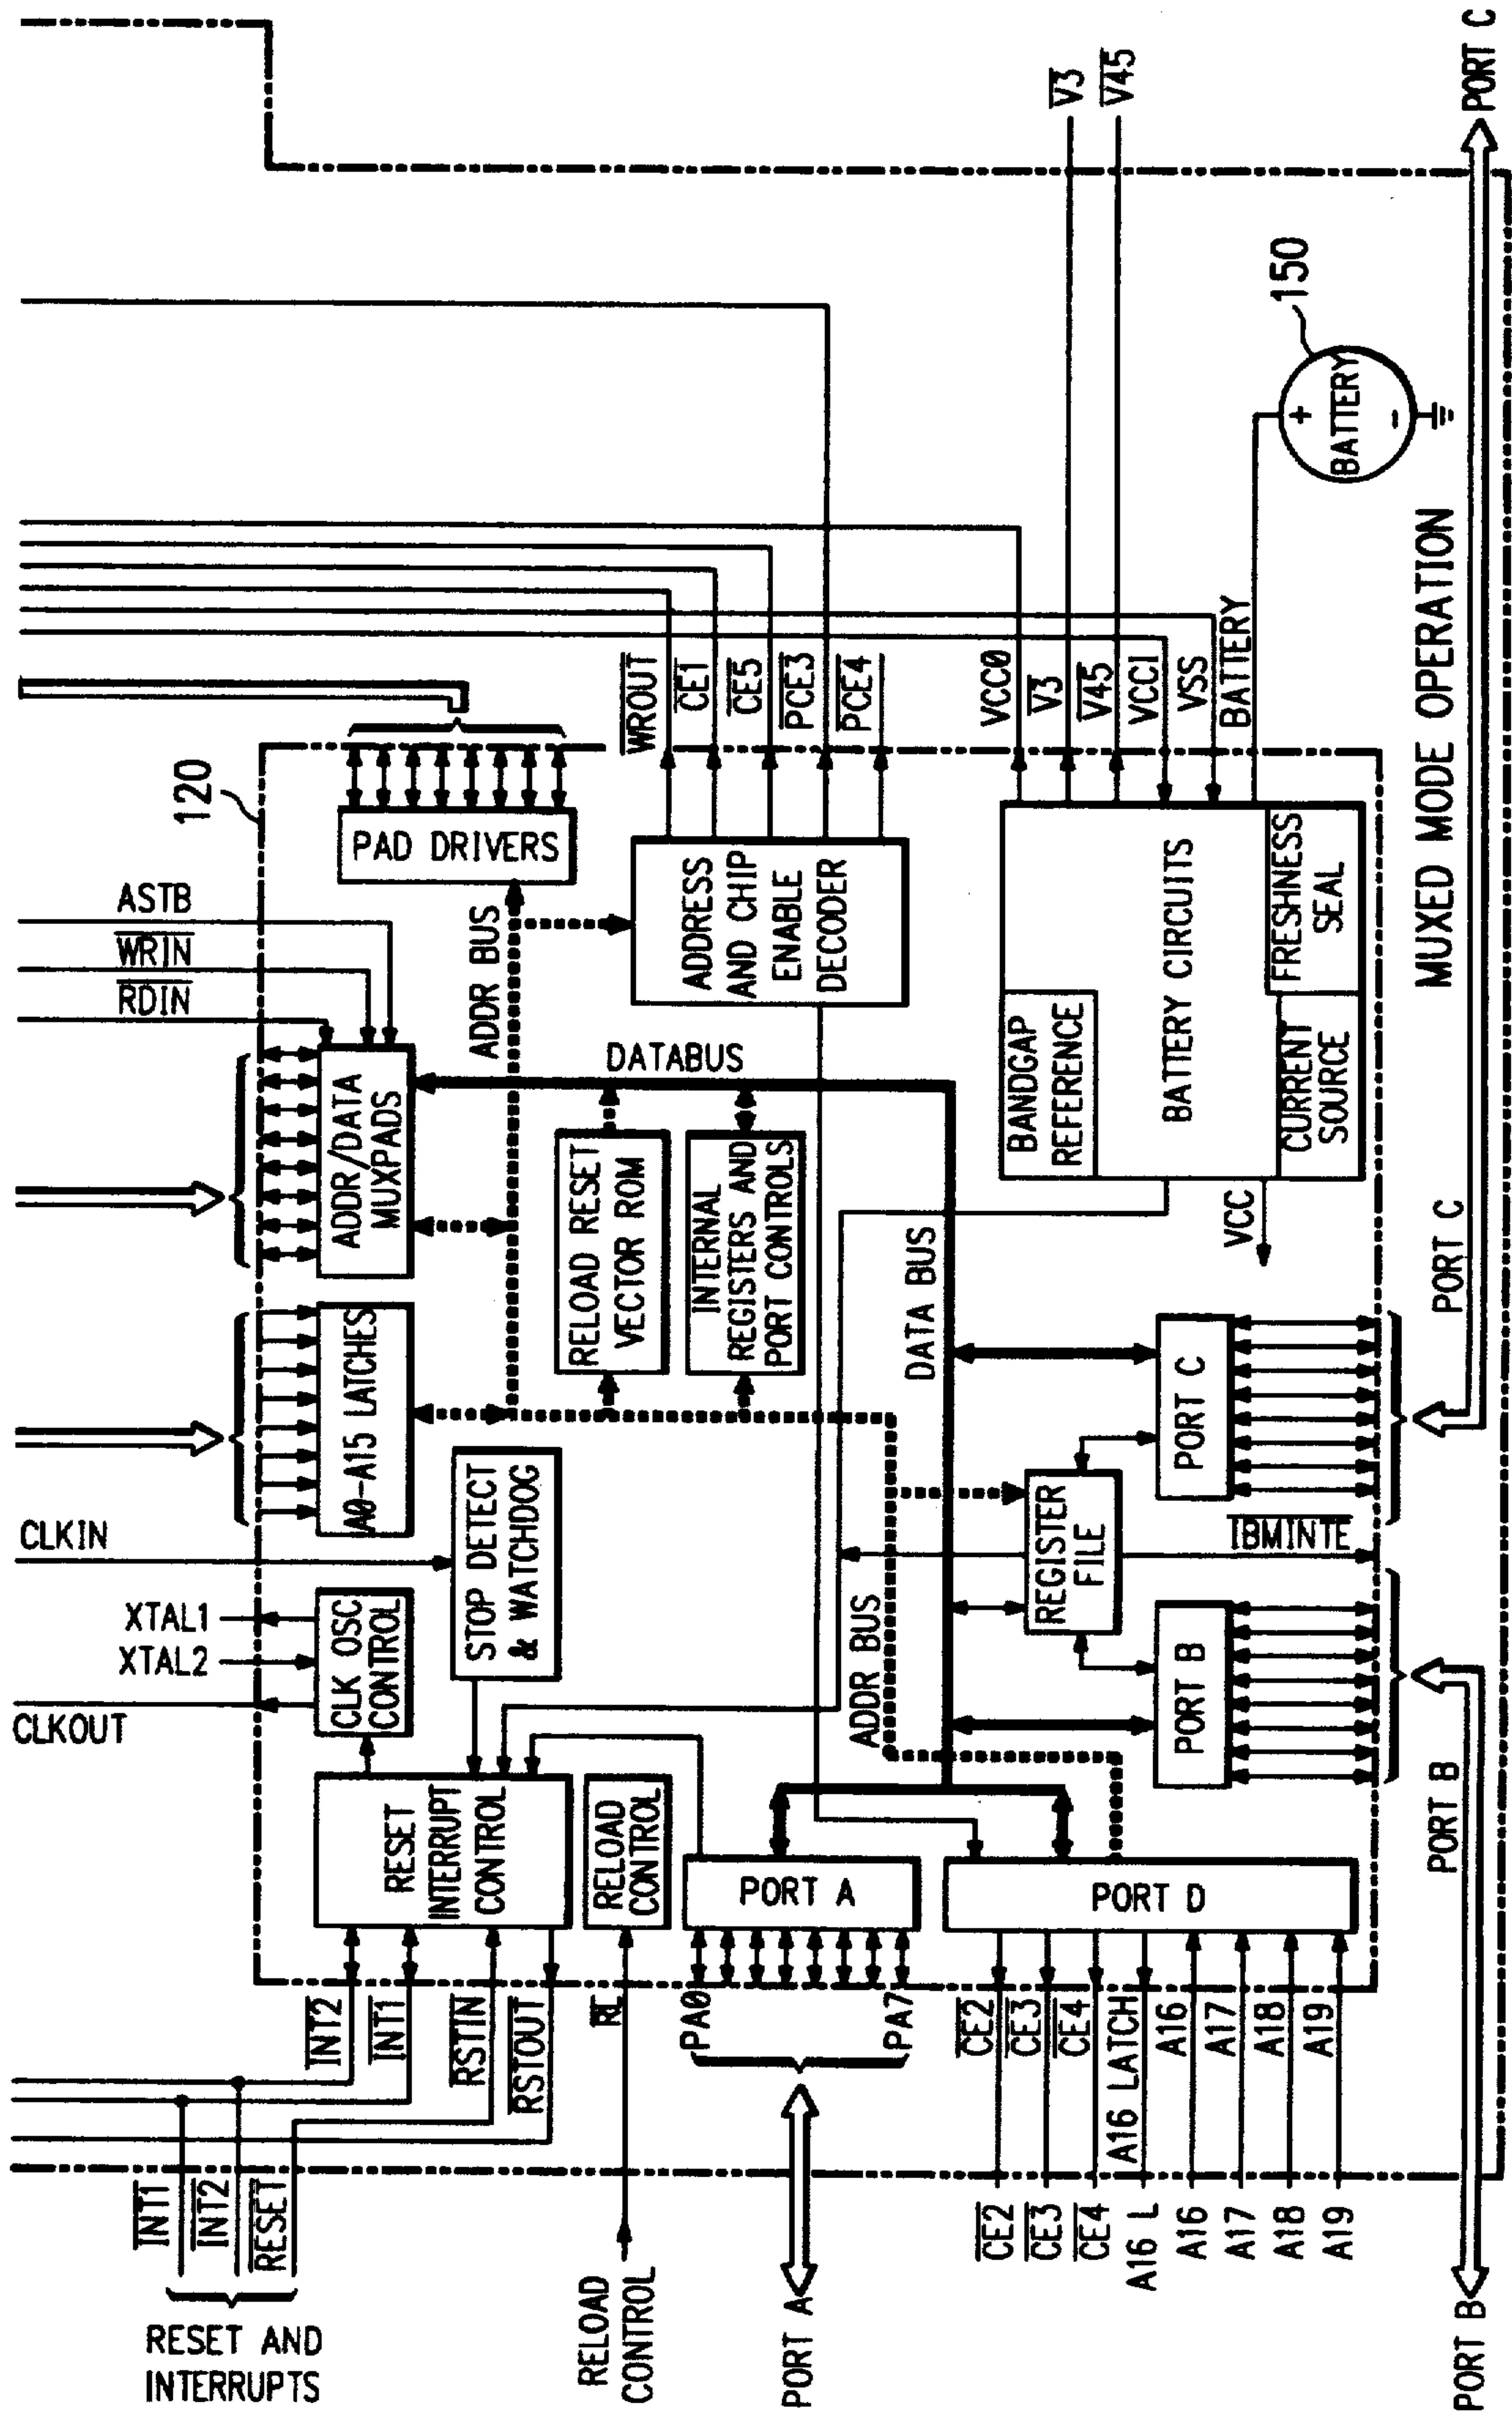 RESET AND
INTERRUPTS
INT1
INT2
RESET
CLKOUT
XTAL2
XTAL1
CLKIN
RDIN
WRIN
ASTB
120
INT2
INT1
RSTIN
RSTOUT
RESET
INTERRUPT
CONTROL
CLK OSC
CONTROL
STOP DETECT
& WATCHDOG
A0-A15 LATCHES
ADDR/DATA
MUXPADS
ADDR BUS
PAD DRIVERS
RELOAD
CONTROL
RL
RELOAD
CONTROL
RELOAD RESET
VECTOR ROM
DATABUS
INTERNAL
REGISTERS AND
PORT CONTROLS
ADDRESS
AND CHIP
ENABLE
DECODER
WROUT
CE1
CE5
PCE3
PCE4
PORT A
PA0
PA7
PORT A
ADDR BUS
DATA BUS
CE2
CE3
CE4
A16 L
A16
A17
A18
A19
CE2
CE3
CE4
A16 LATCH
A16
A17
A18
A19
PORT D
REGISTER
FILE
PORT B
PORT C
IBMINTE
BANDGAP
REFERENCE
BATTERY CIRCUITS
CURRENT
SOURCE
FRESHNESS
SEAL
VCC
VCC0
V3
V45
VCCI
VSS
BATTERY
V3
V45
+
BATTERY
-
150
PORT B
PORT C
MUXED MODE OPERATION
PORT B
PORT C